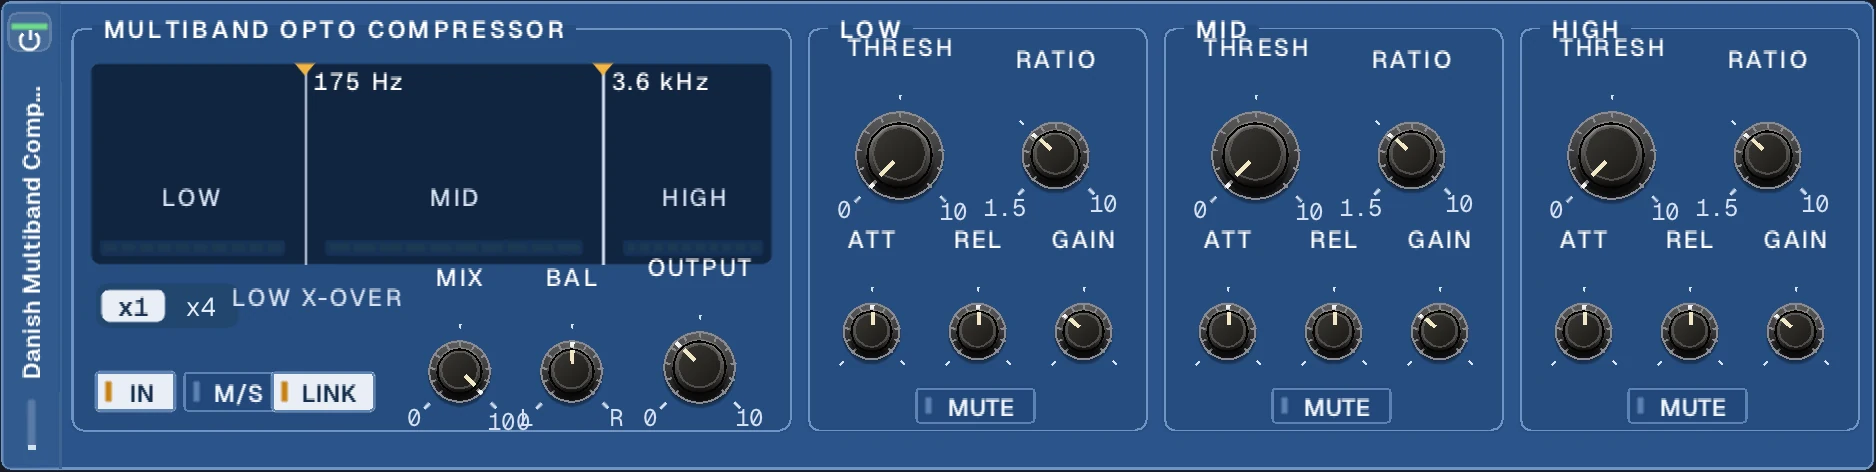 Danish Multiband Comp...
MULTIBAND OPTO COMPRESSOR
175 Hz
3.6 kHz
LOW
MID
HIGH
x1
x4
LOW X-OVER
MIX
BAL
OUTPUT
IN
M/S
LINK
0
100
L
R
0
10
LOW
THRESH
RATIO
0
10
1.5
10
ATT
REL
GAIN
MUTE
MID
THRESH
RATIO
0
10
1.5
10
ATT
REL
GAIN
MUTE
HIGH
THRESH
RATIO
0
10
1.5
10
ATT
REL
GAIN
MUTE